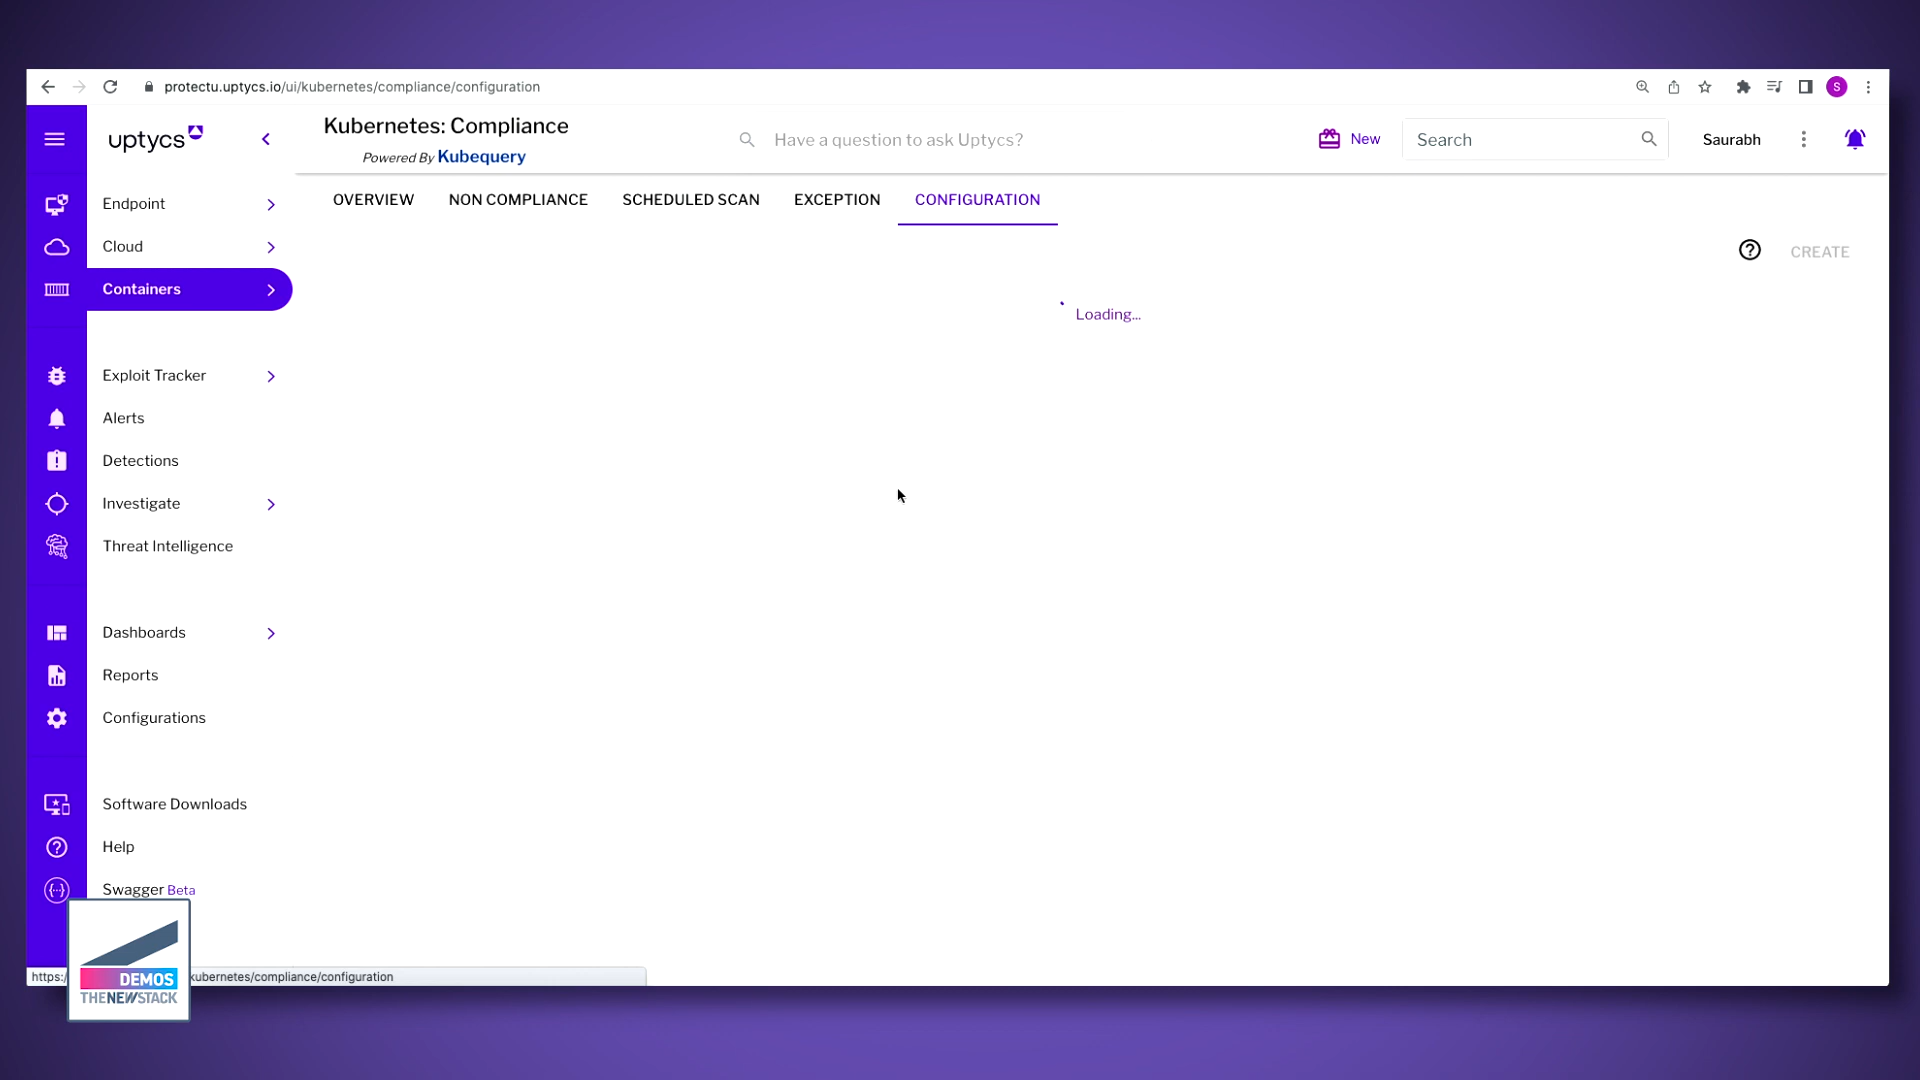 protectu.uptycs.io/ui/kubernetes/compliance/configuration
S
uptycs
Kubernetes: Compliance
Powered By Kubequery
Have a question to ask Uptycs?
New
Search
Saurabh
OVERVIEW
NON COMPLIANCE
SCHEDULED SCAN
EXCEPTION
CONFIGURATION
CREATE
Loading...
Endpoint
Cloud
Containers
Exploit Tracker
Alerts
Detections
Investigate
Threat Intelligence
Dashboards
Reports
Configurations
Software Downloads
Help
Swagger Beta
https:/ kubernetes/compliance/configuration
DEMOS
THENEWSTACK